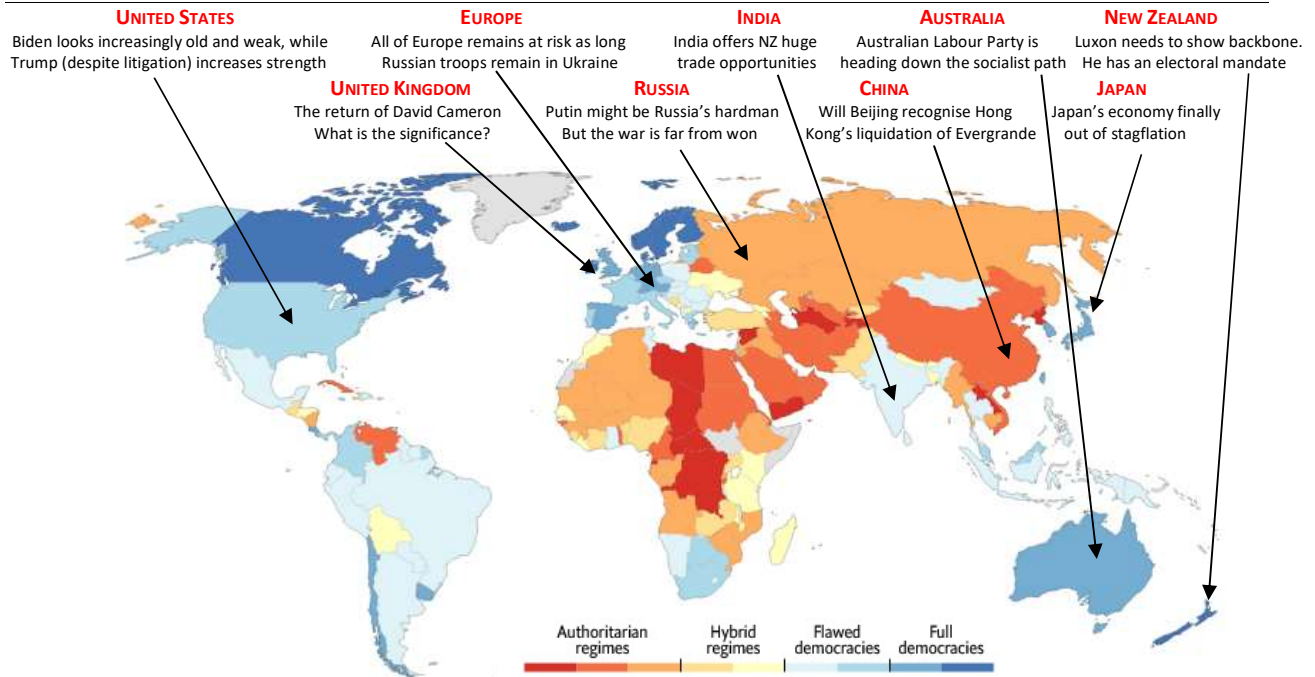 UNITED STATES
Biden looks increasingly old and weak, while
Trump (despite litigation) increases strength
EUROPE
All of Europe remains at risk as long
Russian troops remain in Ukraine
INDIA
India offers NZ huge
trade opportunities
AUSTRALIA
Australian Labour Party is
heading down the socialist path
NEW ZEALAND
Luxon needs to show backbone.
He has an electoral mandate
UNITED KINGDOM
The return of David Cameron
What is the significance?
RUSSIA
Putin might be Russia's hardman
But the war is far from won
CHINA
Will Beijing recognise Hong
Kong's liquidation of Evergrande
JAPAN
Japan's economy finally
out of stagflation
Authoritarian
regimes
Hybrid
regimes
Flawed
democracies
Full
democracies